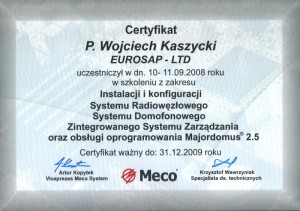 Certyfikat
P. Wojciech Kaszycki
EUROSAP - LTD
uczestniczył w dn. 10- 11.09.2008 roku
w szkoleniu z zakresu
Instalacji i konfiguracji
Systemu Radiowęzłowego
Systemu Domofonowego
Zintegrowanego Systemu Zarządzania
oraz obsługi oprogramowania Majordomus® 2.5
Certyfikat ważny do: 31.12.2009 roku
Artur Kopytek
Viceprezes Meco System
Meco®
Krzysztof Wawrzyniak
Specjalista ds. technicznych